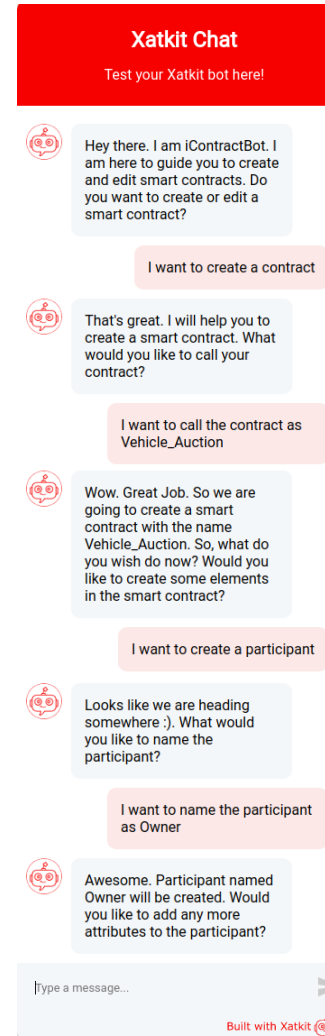 Xatkit Chat
Test your Xatkit bot here!
Hey there. I am iContractBot. I
am here to guide you to create
and edit smart contracts. Do
you want to create or edit a
smart contract?
I want to create a contract
That's great. I will help you to
create a smart contract. What
would you like to call your
contract?
I want to call the contract as
Vehicle_Auction
Wow. Great Job. So we are
going to create a smart
contract with the name
Vehicle_Auction. So, what do
you wish do now? Would you
like to create some elements
in the smart contract?
I want to create a participant
Looks like we are heading
somewhere :). What would
you like to name the
participant?
I want to name the participant
as Owner
Awesome. Participant named
Owner will be created. Would
you like to add any more
attributes to the participant?
Type a message...
Built with Xatkit